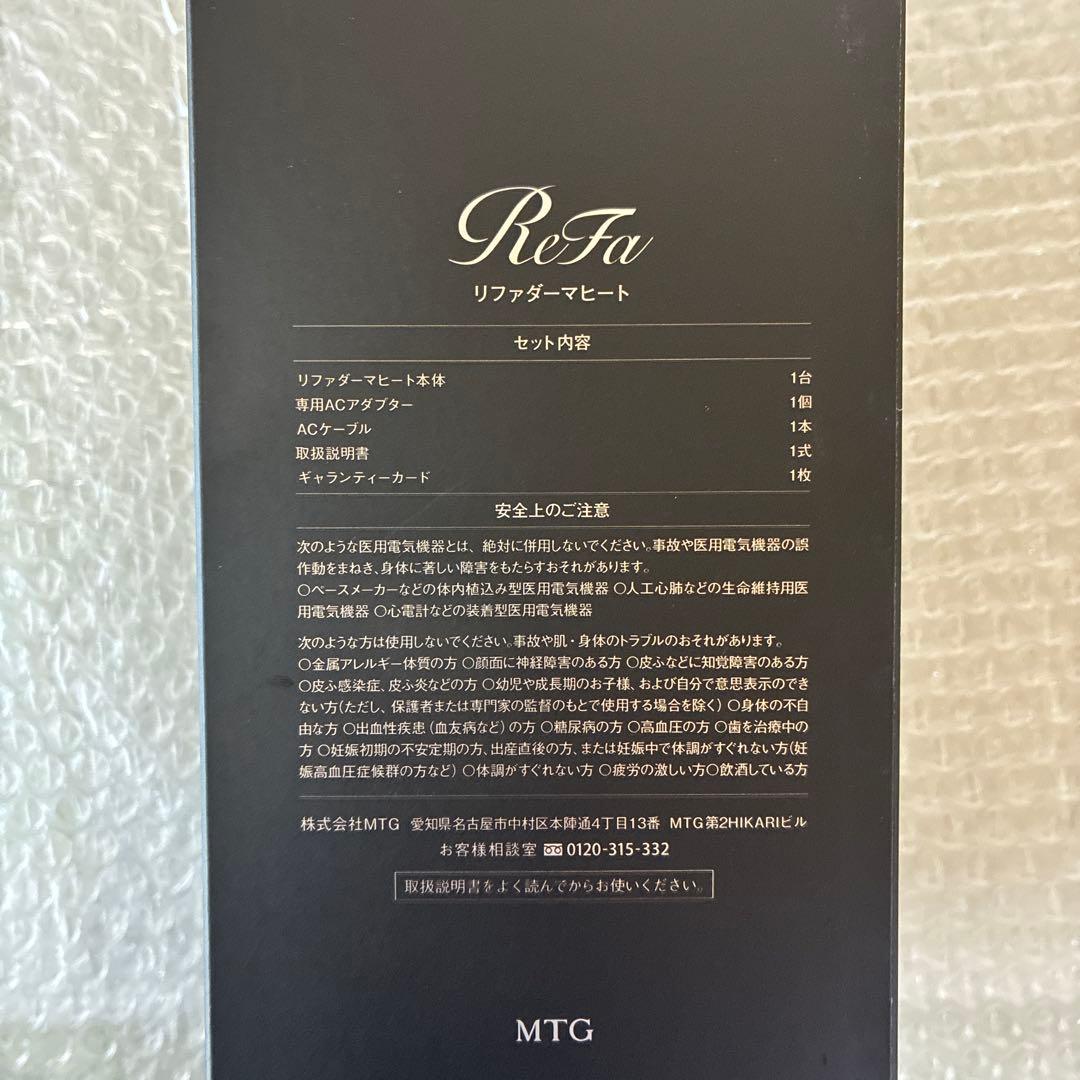 ReFa
リファダーマヒート
セット内容
リファダーマヒート本体 1台
専用ACアダプター 1個
ACケーブル 1本
取扱説明書 1式
ギャランティーカード 1枚
安全上のご注意
次のような医用電気機器とは、絶対に併用しないでください。事故や医用電気機器の誤
作動をまねき、身体に著しい障害をもたらすおそれがあります。
○ペースメーカーなどの体内植込み型医用電気機器 ○人工心肺などの生命維持用医
用電気機器 ○心電計などの装着型医用電気機器
次のような方は使用しないでください。事故や肌・身体のトラブルのおそれがあります。
○金属アレルギー体質の方 ○顔面に神経障害のある方 ○皮ふなどに知覚障害のある方
○皮ふ感染症、皮ふ炎などの方 ○幼児や成長期のお子様、および自分で意思表示のでき
ない方(ただし、保護者または専門家の監督のもとで使用する場合を除く) ○身体の不自
由な方 ○出血性疾患(血友病など)の方 ○糖尿病の方 ○高血圧の方 ○歯を治療中の
方 ○妊娠初期の不安定期の方、出産直後の方、または妊娠中で体調がすぐれない方(妊
娠高血圧症候群の方など) ○体調がすぐれない方 ○疲労の激しい方○飲酒している方
株式会社MTG 愛知県名古屋市中村区本陣通4丁目13番 MTG第2HIKARIビル
お客様相談室 0120-315-332
取扱説明書をよく読んでからお使いください。
MTG